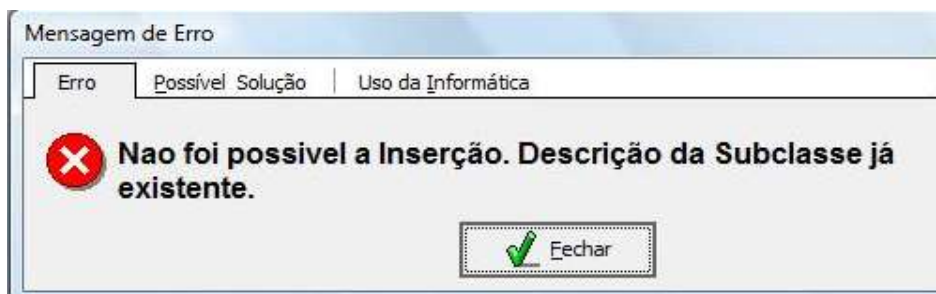 Mensagem de Erro
Erro Possível Solução Uso da Informática
Nao foi possivel a Inserção. Descrição da Subclasse já
existente.
Fechar